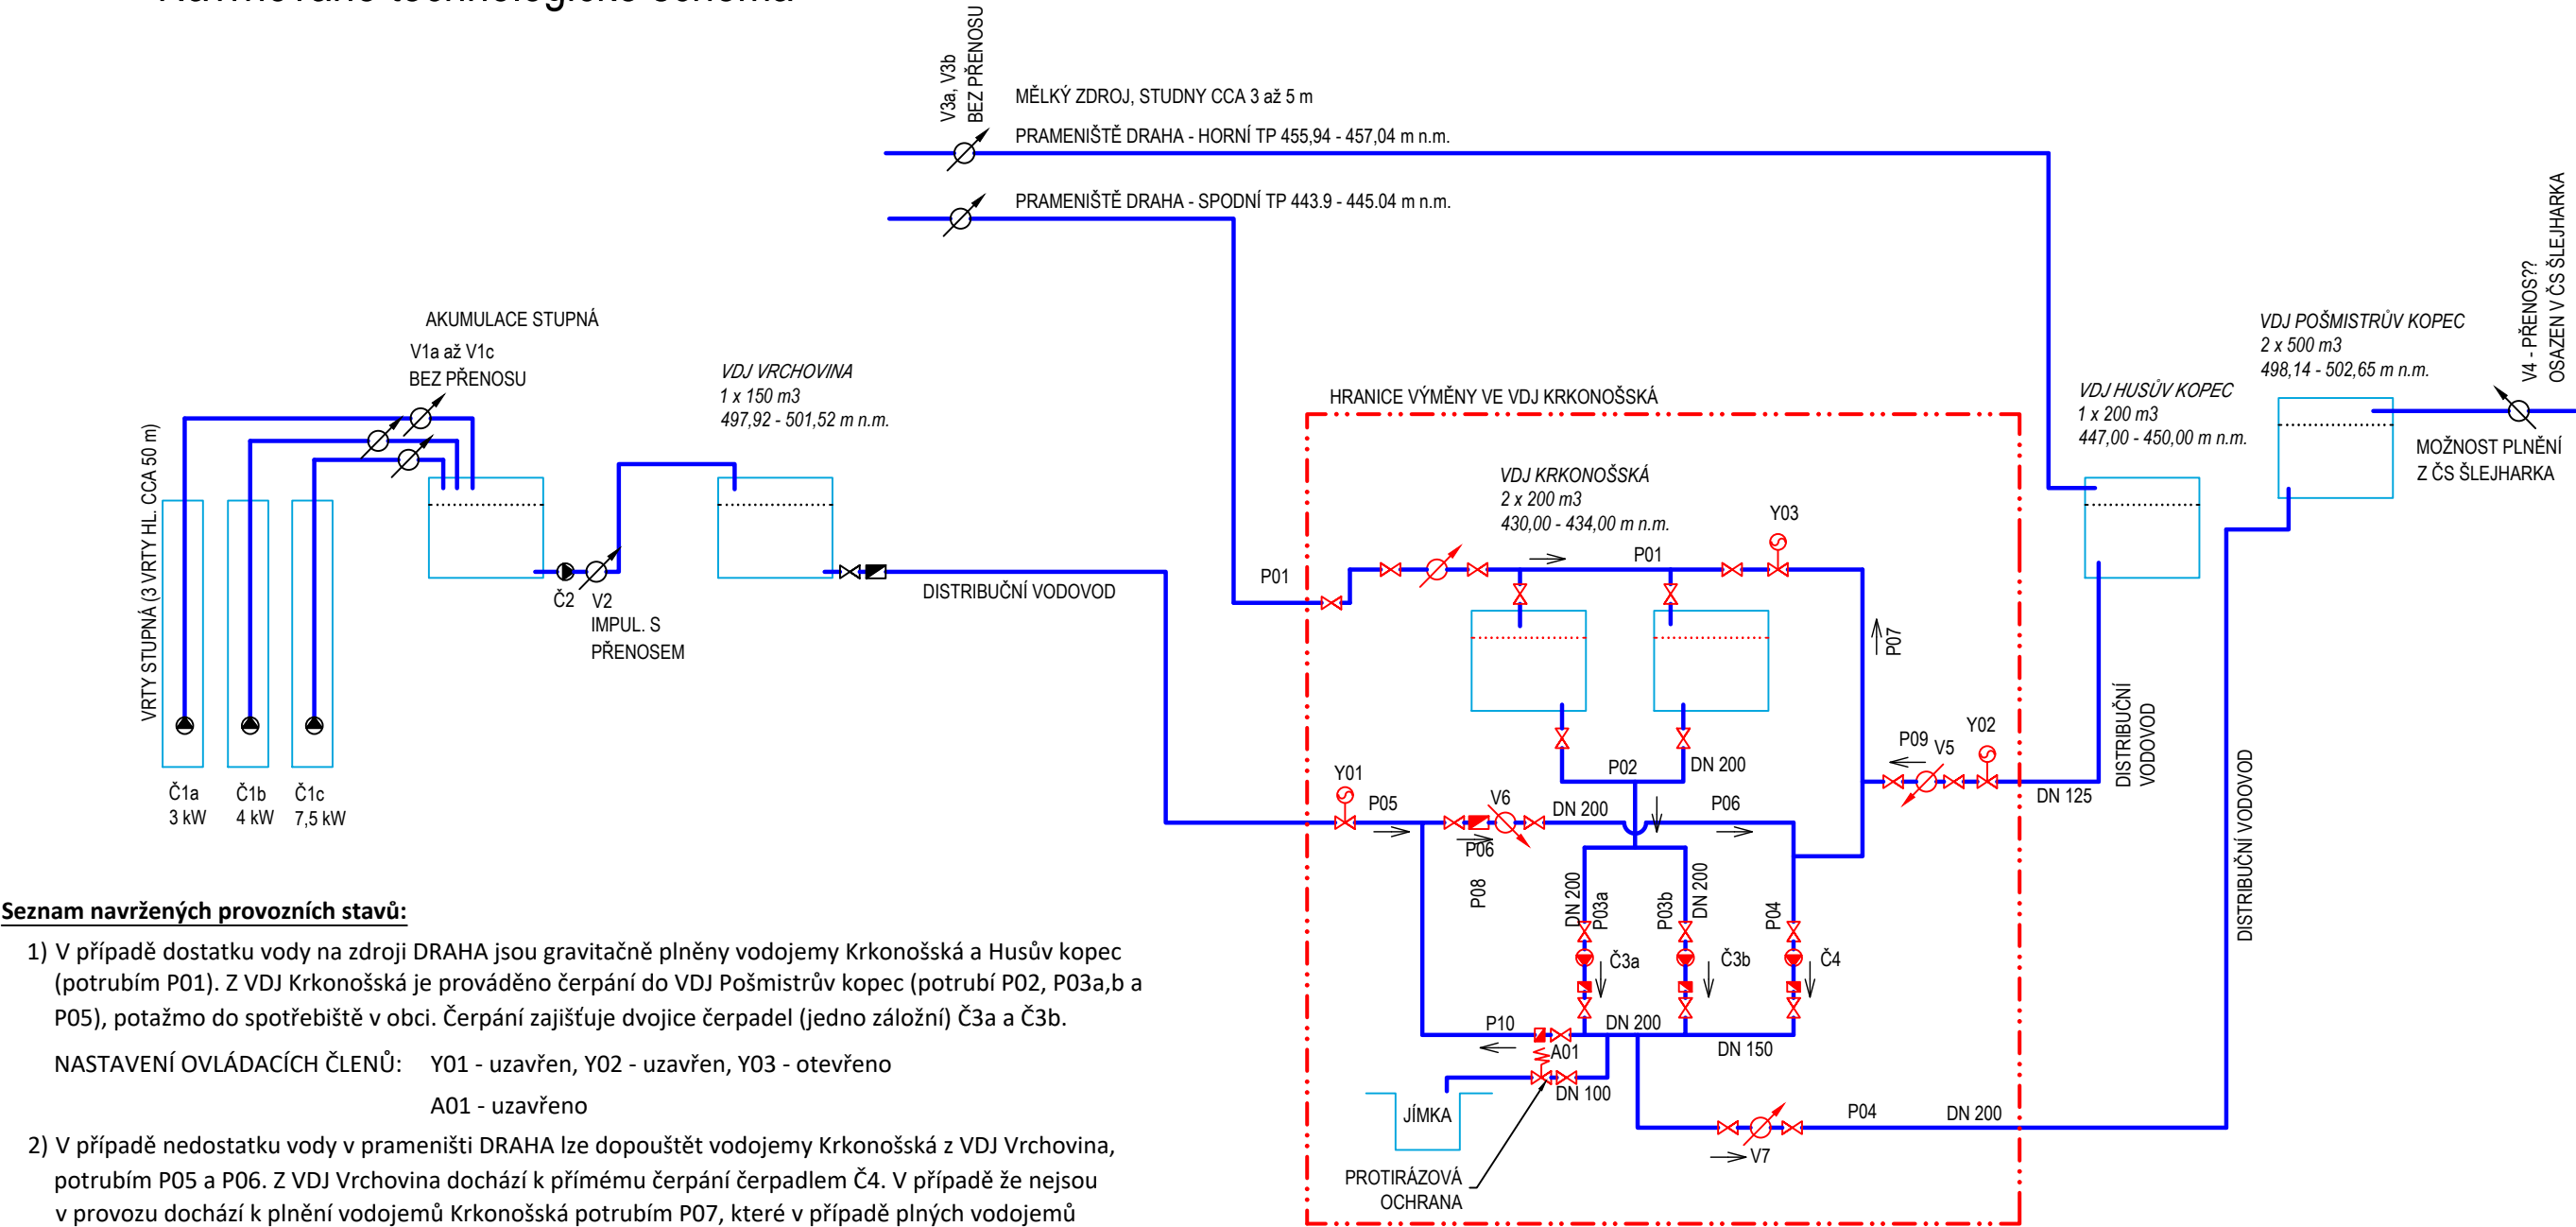 V3a, V3b
BEZ PŘENOSU
MĚLKÝ ZDROJ, STUDNY CCA 3 až 5 m
PRAMENIŠTĚ DRAHA - HORNÍ TP 455,94 - 457,04 m n.m.
PRAMENIŠTĚ DRAHA - SPODNÍ TP 443.9 - 445.04 m n.m.
AKUMULACE STUPNÁ
V1a až V1c
BEZ PŘENOSU
VRTY STUPNÁ (3 VRTY HL. CCA 50 m)
Č1a
3 kW
Č1b
4 kW
Č1c
7,5 kW
Č2
V2
IMPUL. S
PŘENOSEM
VDJ VRCHOVINA
1 x 150 m3
497,92 - 501,52 m n.m.
DISTRIBUČNÍ VODOVOD
HRANICE VÝMĚNY VE VDJ KRKONOŠSKÁ
VDJ KRKONOŠSKÁ
2 x 200 m3
430,00 - 434,00 m n.m.
Y03
P01
P01
P07
P02
DN 200
Y01
P05
V6
DN 200
P06
P06
P08
P09
V5
Y02
DN 125
DN 200
P03a
P03b
DN 200
P04
Č3a
Č3b
Č4
P10
A01
DN 200
DN 150
DN 100
JÍMKA
PROTIRÁZOVÁ
OCHRANA
V7
P04
DN 200
VDJ HUSŮV KOPEC
1 x 200 m3
447,00 - 450,00 m n.m.
DISTRIBUČNÍ
VODOVOD
VDJ POŠMISTRŮV KOPEC
2 x 500 m3
498,14 - 502,65 m n.m.
V4 - PŘENOS??
OSAZEN V ČS ŠLEJHARKA
MOŽNOST PLNĚNÍ
Z ČS ŠLEJHARKA
DISTRIBUČNÍ VODOVOD
Seznam navržených provozních stavů:
1) V případě dostatku vody na zdroji DRAHA jsou gravitačně plněny vodojemy Krkonošská a Husův kopec
(potrubím P01). Z VDJ Krkonošská je prováděno čerpání do VDJ Pošmistrův kopec (potrubí P02, P03a,b a
P05), potažmo do spotřebiště v obci. Čerpání zajišťuje dvojice čerpadel (jedno záložní) Č3a a Č3b.
NASTAVENÍ OVLÁDACÍCH ČLENŮ: Y01 - uzavřen, Y02 - uzavřen, Y03 - otevřeno
A01 - uzavřeno
2) V případě nedostatku vody v prameništi DRAHA lze dopouštět vodojemy Krkonošská z VDJ Vrchovina,
potrubím P05 a P06. Z VDJ Vrchovina dochází k přímému čerpání čerpadlem Č4. V případě že nejsou
v provozu dochází k plnění vodojemů Krkonošská potrubím P07, které v případě plných vodojemů